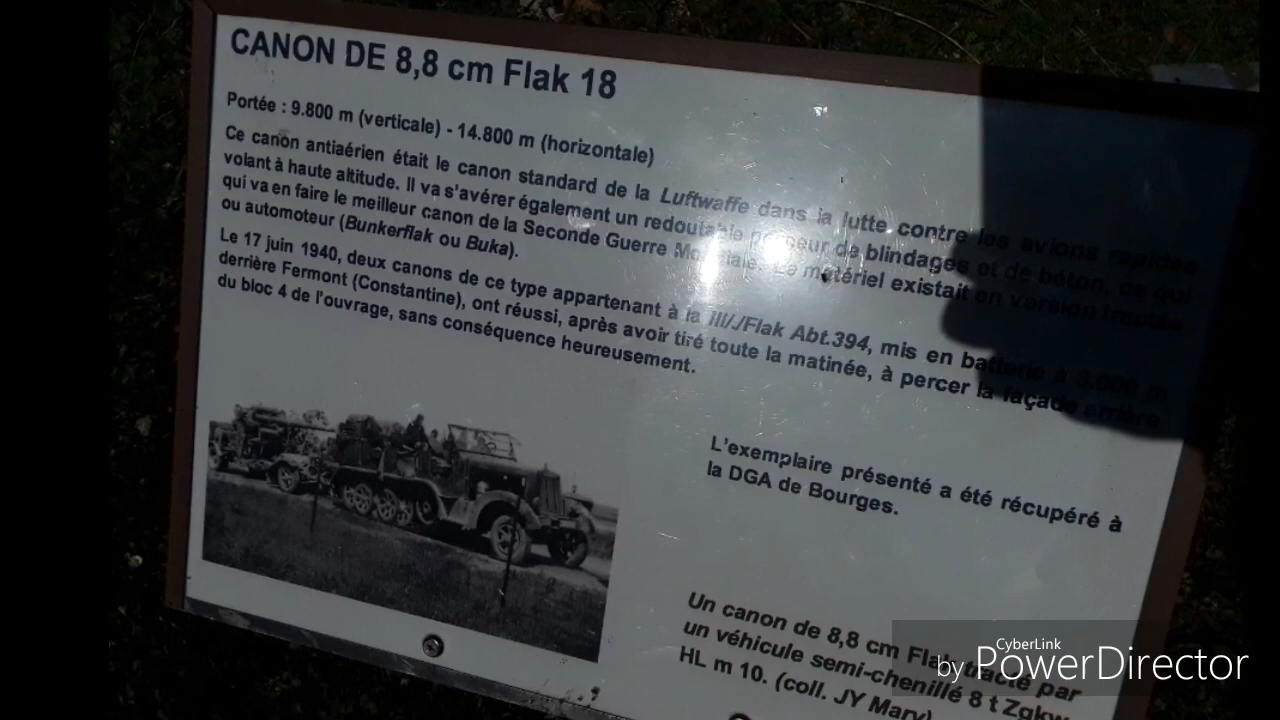 CANON DE 8,8 cm Flak 18
Portée : 9.800 m (verticale) - 14.800 m (horizontale)
Ce canon antiaérien était le canon standard de la Luftwaffe dans la lutte contre les avions rapides
volant à haute altitude. Il va s'avérer également un redoutable perceur de blindages et de béton, ce qui
qui va en faire le meilleur canon de la Seconde Guerre Mondiale. Le matériel existait en version tractée
ou automoteur (Bunkerflak ou Buka).
Le 17 juin 1940, deux canons de ce type appartenant à la III/./Flak Abt.394, mis en batterie à 3.000 m
derrière Fermont (Constantine), ont réussi, après avoir tiré toute la matinée, à percer la façade arrière
du bloc 4 de l'ouvrage, sans conséquence heureusement.
L'exemplaire présenté a été récupéré à
la DGA de Bourges.
Un canon de 8,8 cm Flak tracté par
un véhicule semi-chenillé 8 t Zgkw
HL m 10. (coll. JY Mary)
CyberLink
by PowerDirector